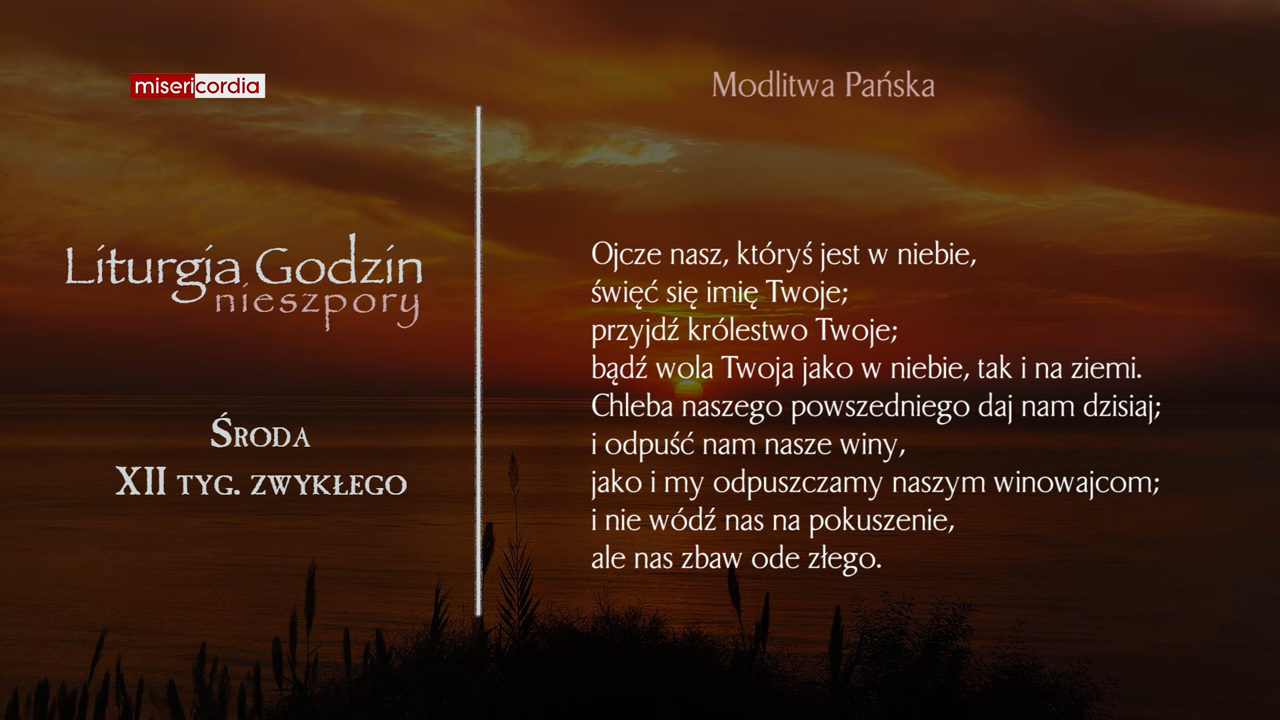 misericordia
Liturgia Godzin
nieszpory
Środa
XII tyg. zwykłego
Modlitwa Pańska
Ojcze nasz, któryś jest w niebie,
święć się imię Twoje;
przyjdź królestwo Twoje;
bądź wola Twoja jako w niebie, tak i na ziemi.
Chleba naszego powszedniego daj nam dzisiaj;
i odpuść nam nasze winy,
jako i my odpuszczamy naszym winowajcom;
i nie wódź nas na pokuszenie,
ale nas zbaw ode złego.